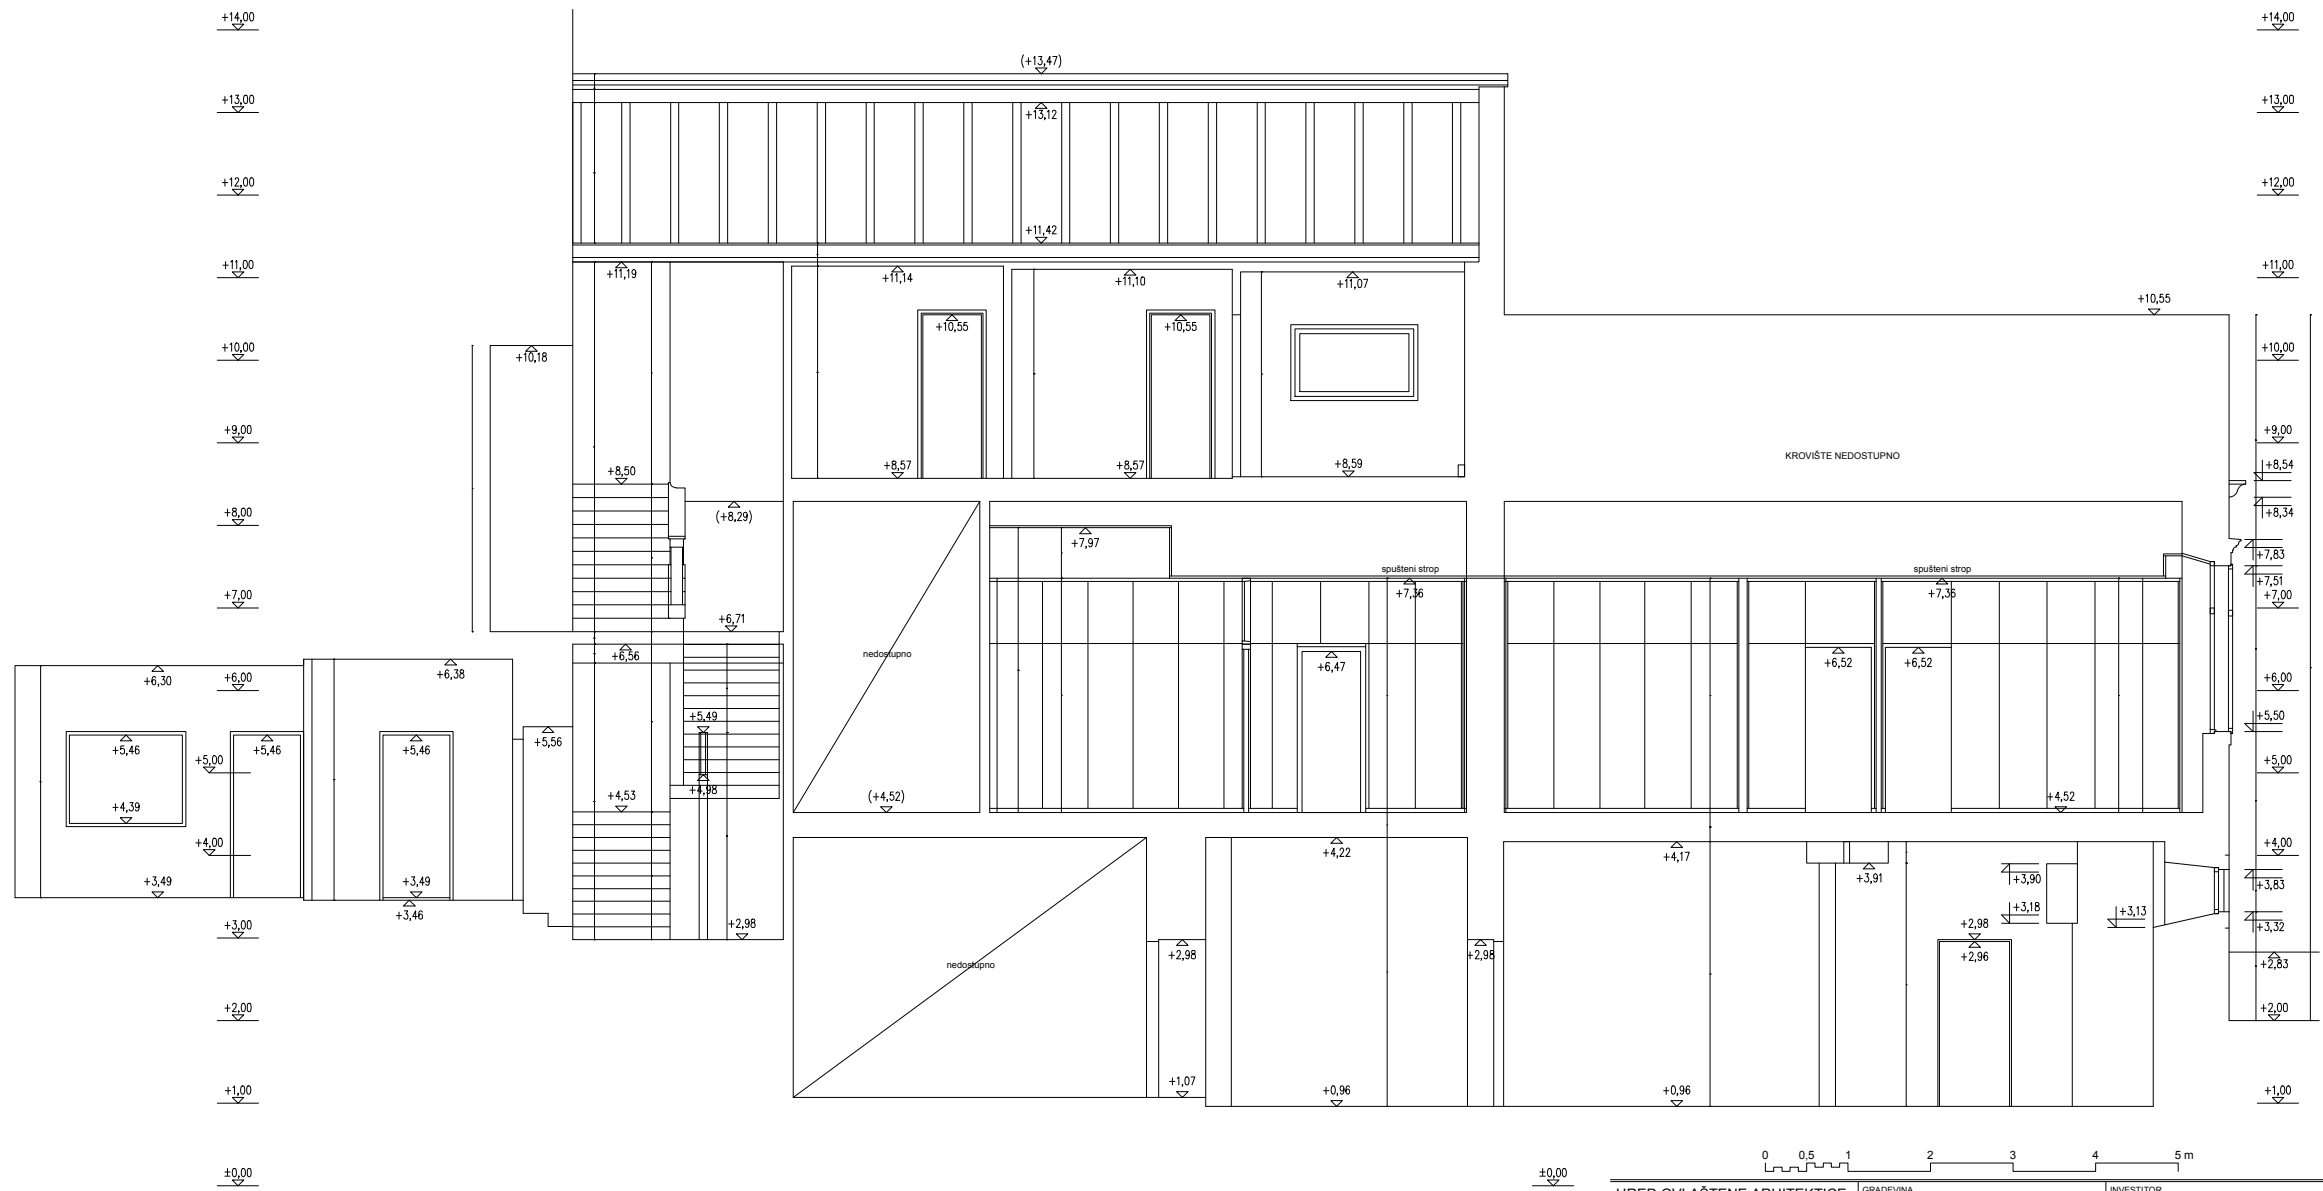 +14,00 +14,00
(+13,47)
+13,00 +13,12 +13,00
+12,00 +12,00
+11,42
+11,00 +11,19 +11,14 +11,10 +11,07 +11,00
+10,55
+10,55 +10,55
+10,00 +10,18 +10,00
+9,00 +9,00
KROVIŠTE NEDOSTUPNO
+8,50 +8,57 +8,57 +8,59 +8,54
+8,00 (+8,29) +8,34
+7,97 +7,83
spušteni strop spušteni strop
+7,51
+7,00 +7,36 +7,36 +7,00
+6,71
+6,56 nedostupno
+6,30 +6,00 +6,38 +6,47 +6,52 +6,52 +6,00
+5,49 +5,50
+5,46 +5,46 +5,46 +5,56
+5,00 +5,00
+4,98
+4,39 +4,53 (+4,52) +4,52
+4,00 +4,22 +4,17 +4,00
+3,91 +3,90 +3,83
+3,49 +3,49
+3,46 +3,18 +3,13
+3,00 +2,98 +2,98 +3,32
+2,98 +2,98 +2,96
nedostupno +2,83
+2,00 +2,00
+1,07
+1,00 +0,96 +0,96 +1,00
0 0,5 1 2 3 4 5 m
±0,00 ±0,00
URED OVLAŠTENE ARHITEKTICE GRAĐEVINA INVESTITOR